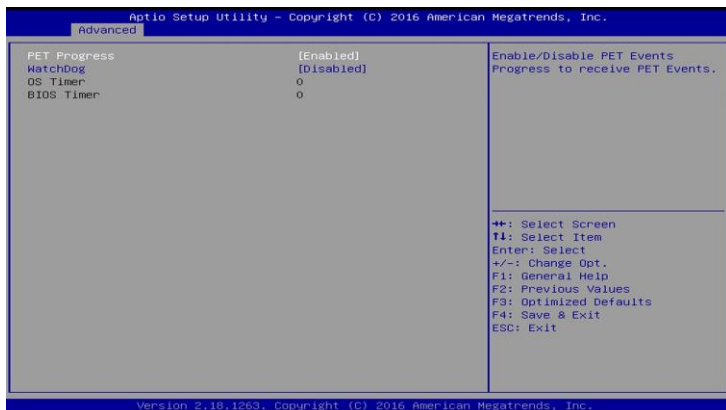 Aptio Setup Utility – Copyright (C) 2016 American Megatrends, Inc.
Advanced
PET Progress [Enabled]
WatchDog [Disabled]
OS Timer 0
BIOS Timer 0
Enable/Disable PET Events
Progress to receive PET Events.
→←: Select Screen
↑↓: Select Item
Enter: Select
+/-: Change Opt.
F1: General Help
F2: Previous Values
F3: Optimized Defaults
F4: Save & Exit
ESC: Exit
Version 2.18.1263. Copyright (C) 2016 American Megatrends, Inc.